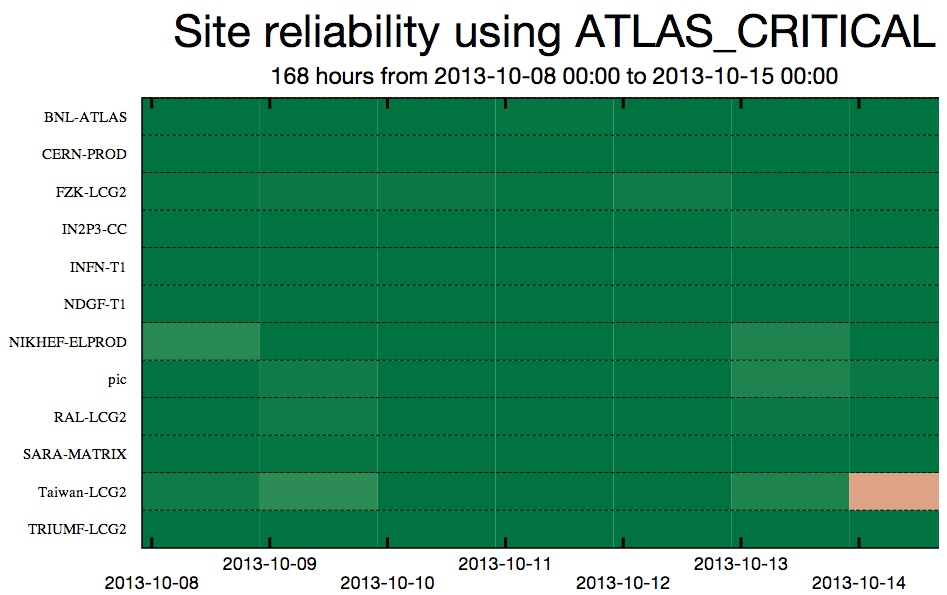 Site reliability using ATLAS_CRITICAL
168 hours from 2013-10-08 00:00 to 2013-10-15 00:00
BNL-ATLAS
CERN-PROD
FZK-LCG2
IN2P3-CC
INFN-T1
NDGF-T1
NIKHEF-ELPROD
pic
RAL-LCG2
SARA-MATRIX
Taiwan-LCG2
TRIUMF-LCG2
2013-10-09 2013-10-11 2013-10-13
2013-10-08 2013-10-10 2013-10-12 2013-10-14